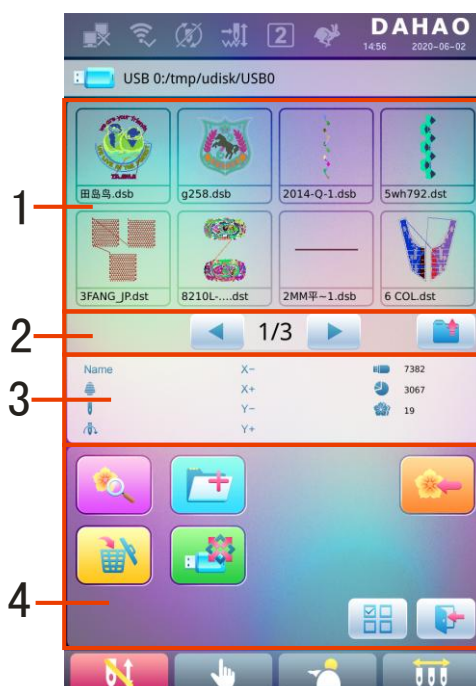 2
DAHAO
14:56 2020-06-02
USB 0:/tmp/udisk/USB0
1
田岛鸟.dsb
g258.dsb
2014-Q-1.dsb
5wh792.dst
3FANG_JP.dst
8210L-....dst
2MM平~1.dsb
6 COL.dst
2
1/3
3
Name X− 7382
X+ 3067
Y− 19
Y+
4